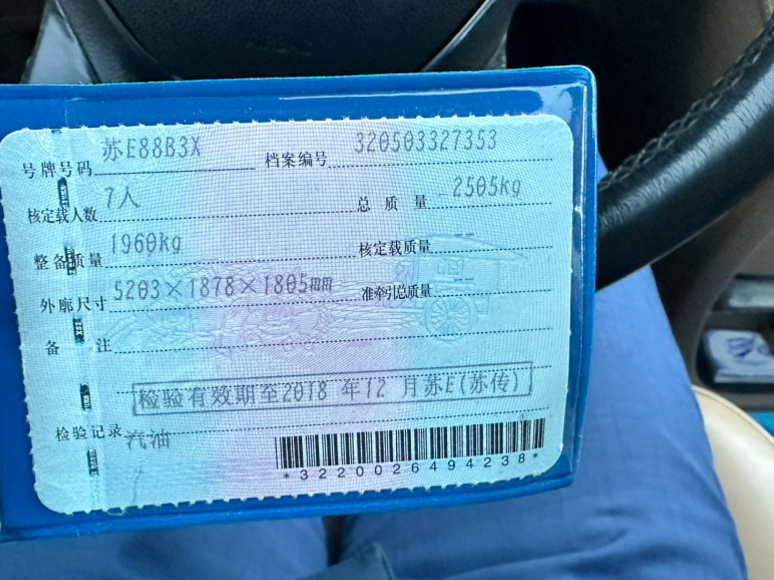 号牌号码 苏E88B3X 档案编号 320503327353
核定载人数 7人 总质量 2505kg
整备质量 1960kg 核定载质量 --
外廓尺寸 5203×1878×1805mm 准牵引总质量 --
备注
检验有效期至2018 年12 月苏E(苏传)
检验记录 汽油
*3220026494238*